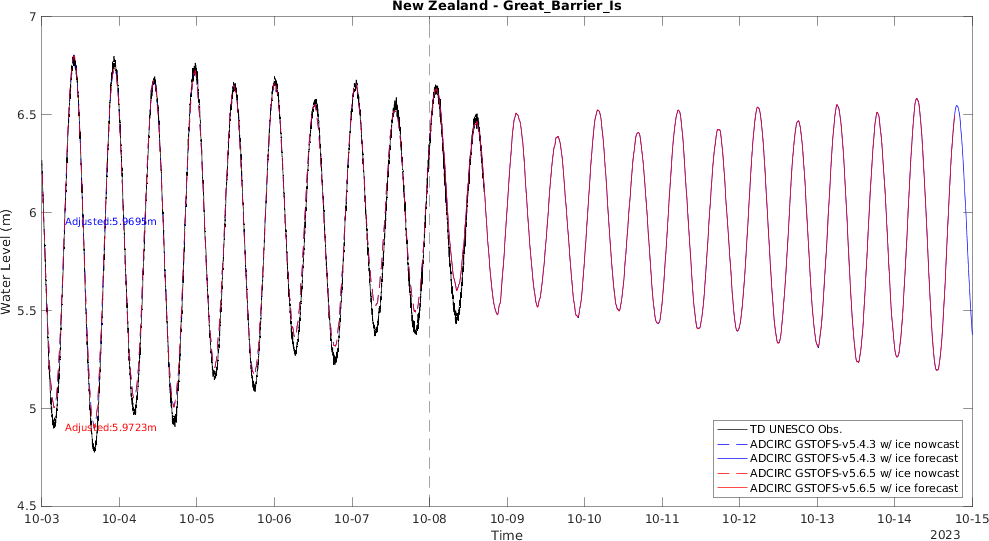 New Zealand - Great_Barrier_Is
7
6.5
6
5.5
5
4.5
Water Level (m)
Adjusted:5.9695m
Adjusted:5.9723m
TD UNESCO Obs.
ADCIRC GSTOFS-v5.4.3 w/ ice nowcast
ADCIRC GSTOFS-v5.4.3 w/ ice forecast
ADCIRC GSTOFS-v5.6.5 w/ ice nowcast
ADCIRC GSTOFS-v5.6.5 w/ ice forecast
10-03 10-04 10-05 10-06 10-07 10-08 10-09 10-10 10-11 10-12 10-13 10-14 10-15
Time
2023